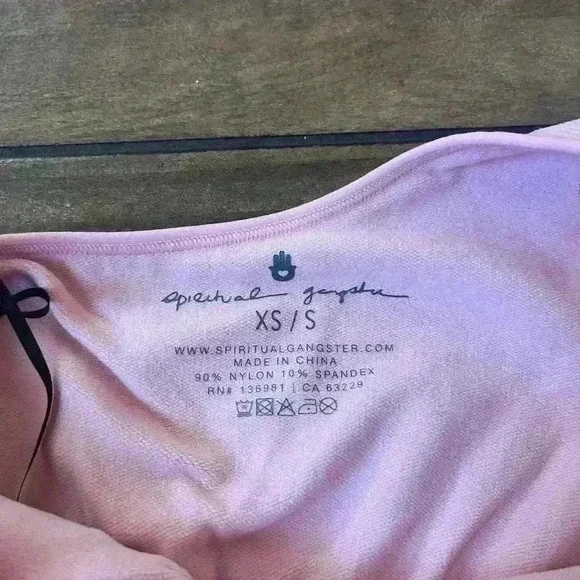 spiritual gangster
XS / S
WWW.SPIRITUALGANGSTER.COM
MADE IN CHINA
90% NYLON 10% SPANDEX
RN# 136981 | CA 63229